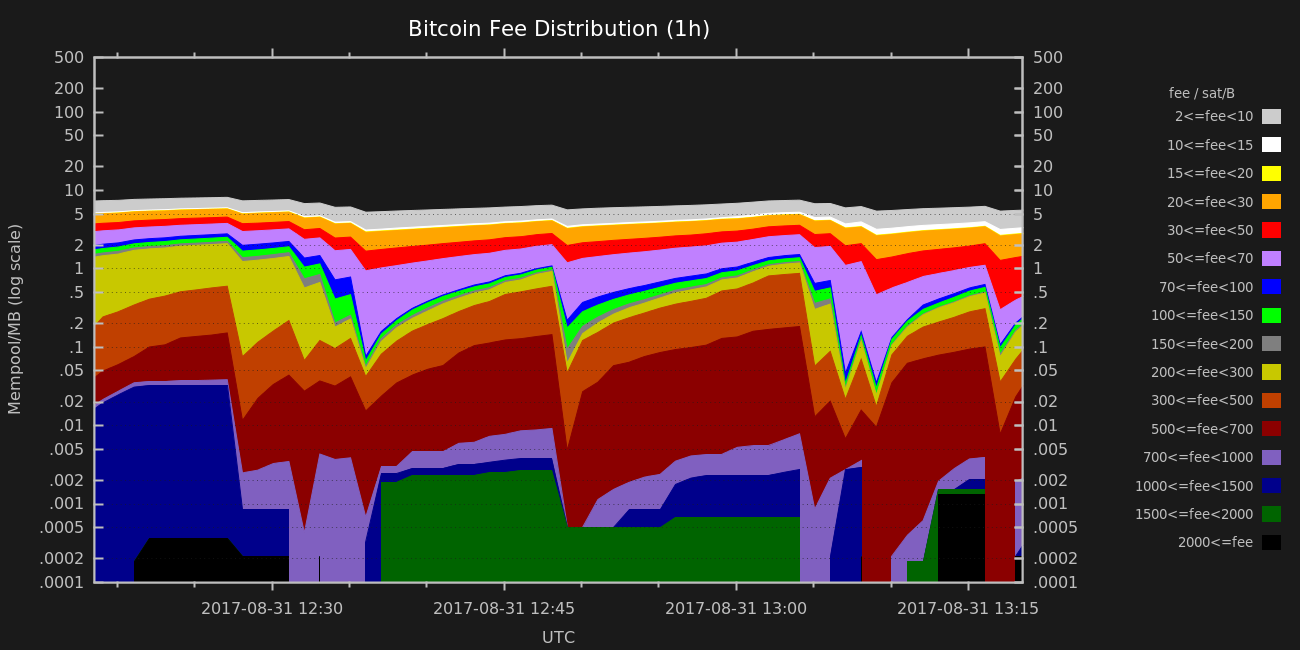 Bitcoin Fee Distribution (1h)
500 500
200 200
100 100
50 50
20 20
10 10
5 5
2 2
1 1
.5 .5
.2 .2
.1 .1
.05 .05
.02 .02
.01 .01
.005 .005
.002 .002
.001 .001
.0005 .0005
.0002 .0002
.0001 .0001
Mempool/MB (log scale)
2017-08-31 12:30 2017-08-31 12:45 2017-08-31 13:00 2017-08-31 13:15
UTC
fee / sat/B
2<=fee<10
10<=fee<15
15<=fee<20
20<=fee<30
30<=fee<50
50<=fee<70
70<=fee<100
100<=fee<150
150<=fee<200
200<=fee<300
300<=fee<500
500<=fee<700
700<=fee<1000
1000<=fee<1500
1500<=fee<2000
2000<=fee